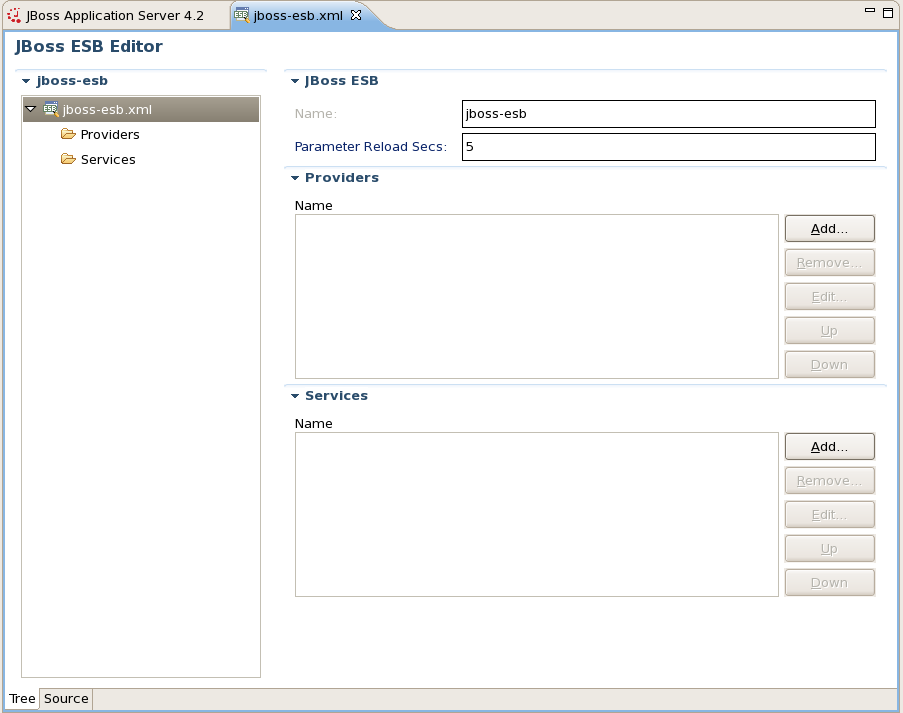 JBoss Application Server 4.2
jboss-esb.xml
JBoss ESB Editor
jboss-esb
jboss-esb.xml
Providers
Services
JBoss ESB
Name: jboss-esb
Parameter Reload Secs: 5
Providers
Name
Add...
Remove...
Edit...
Up
Down
Services
Name
Add...
Remove...
Edit...
Up
Down
Tree Source